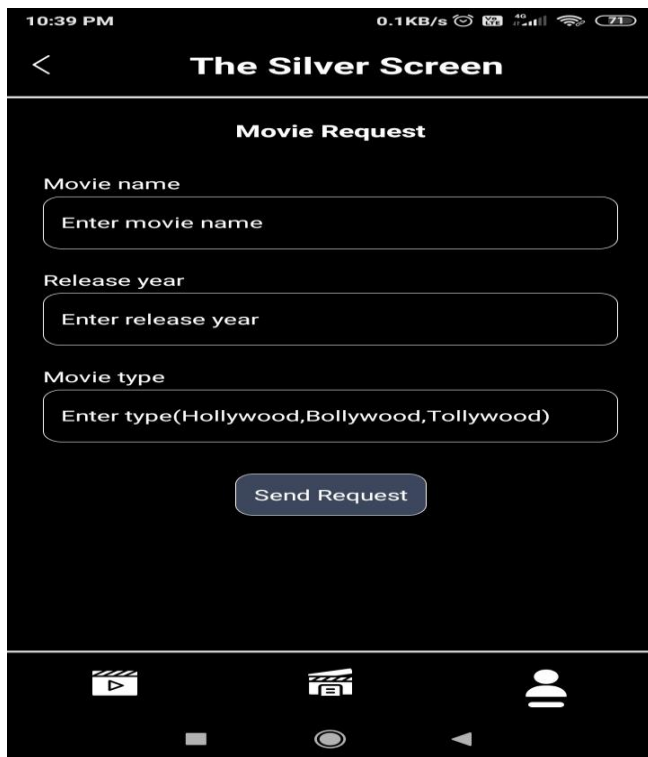 10:39 PM
0.1KB/s 4G 71
The Silver Screen
Movie Request
Movie name
Enter movie name
Release year
Enter release year
Movie type
Enter type(Hollywood,Bollywood,Tollywood)
Send Request